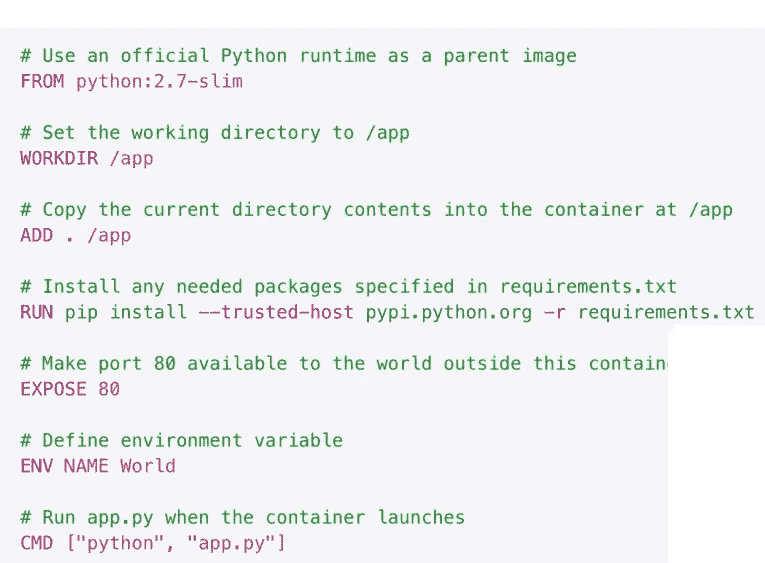 # Use an official Python runtime as a parent image
FROM python:2.7-slim
# Set the working directory to /app
WORKDIR /app
# Copy the current directory contents into the container at /app
ADD . /app
# Install any needed packages specified in requirements.txt
RUN pip install --trusted-host pypi.python.org -r requirements.txt
# Make port 80 available to the world outside this
EXPOSE 80
# Define environment variable
ENV NAME World
# Run app.py when the container launches
CMD ["python", "app.py"]